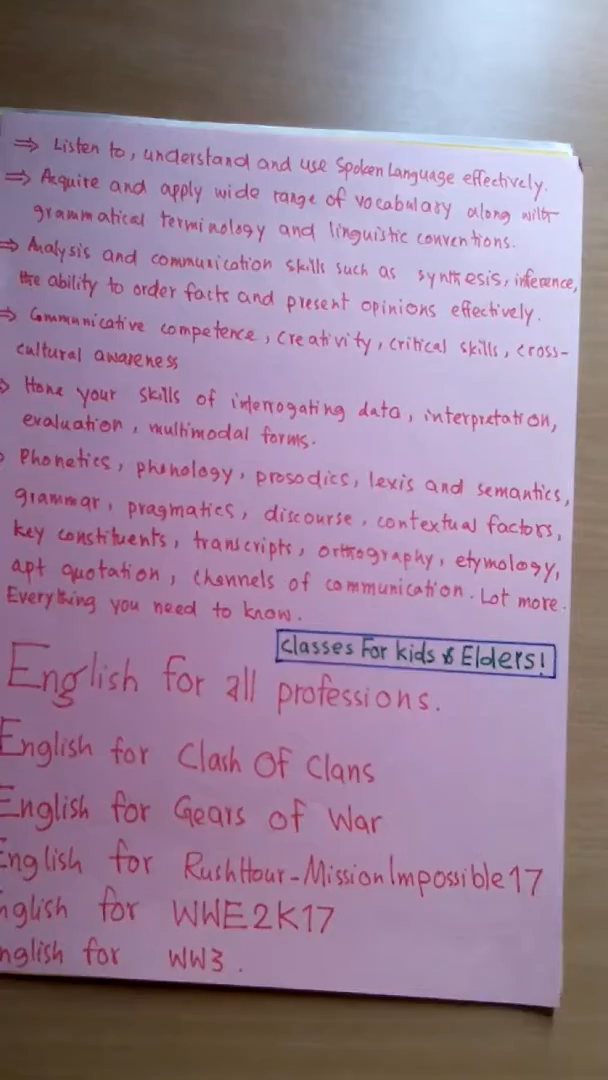 ⇒ Listen to, understand and use Spoken Language effectively.
⇒ Acquire and apply wide range of vocabulary along with
grammatical terminology and linguistic conventions.
⇒ Analysis and communication skills such as synthesis, inference,
the ability to order facts and present opinions effectively.
⇒ Communicative competence, creativity, critical skills, cross-
cultural awareness
⇒ Hone your skills of interrogating data, interpretation,
evaluation, multimodal forms.
⇒ Phonetics, phenology, prosodics, lexis and semantics,
grammar, pragmatics, discourse, contextual factors,
key constituents, transcripts, orthography, etymology,
apt quotation, channels of communication. Lot more.
Everything you need to know.
Classes For kids & Elders!
English for all professions.
English for Clash Of Clans
English for Gears of War
English for RushHour-MissionImpossible17
English for WWE2K17
English for WW3.